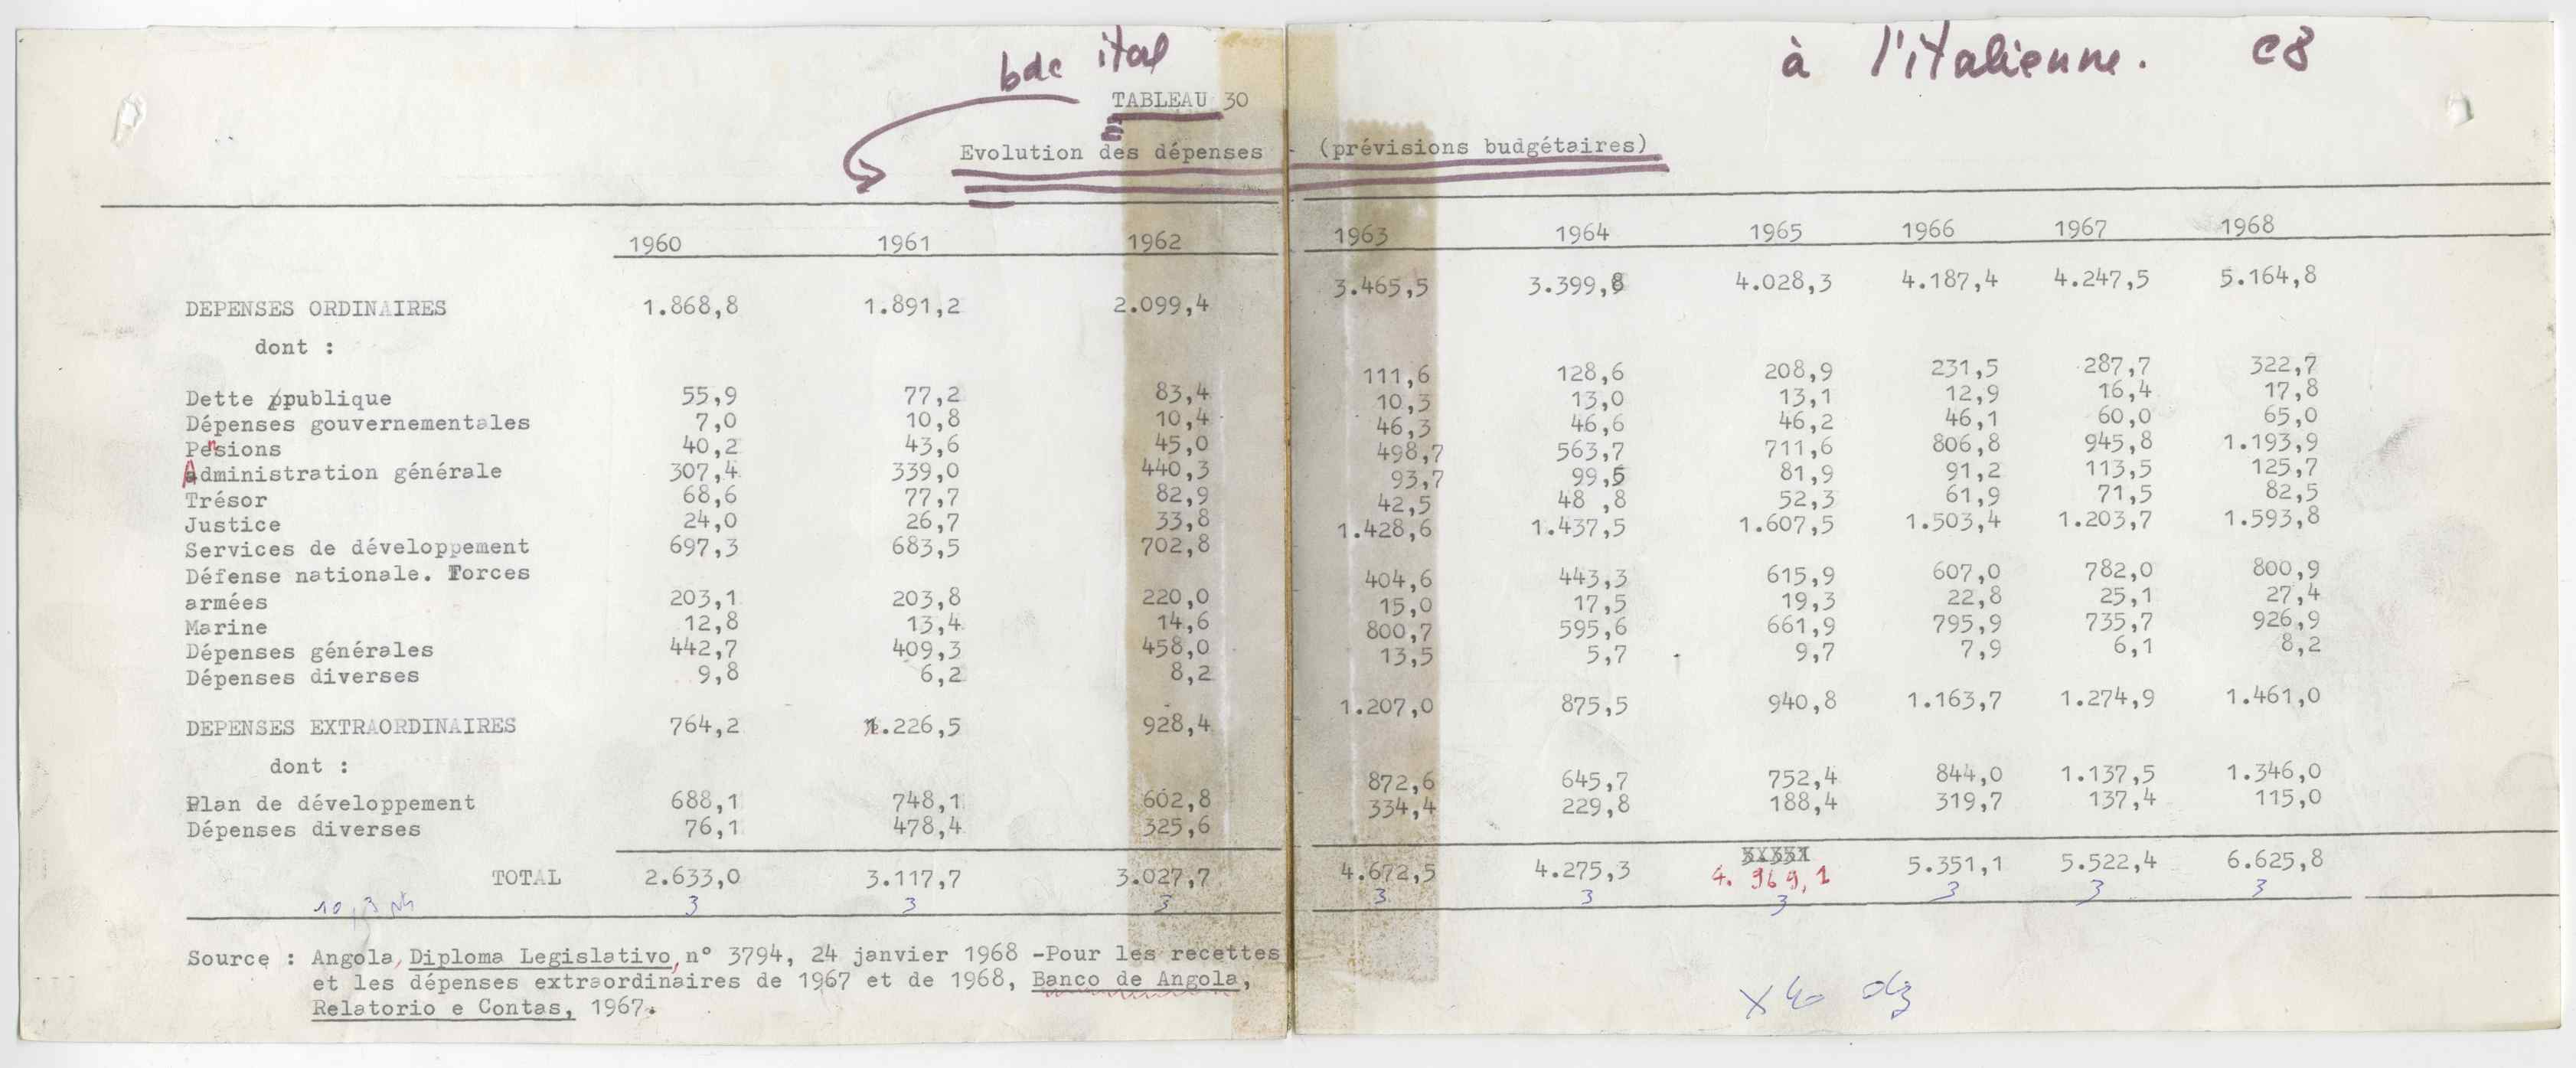 bdc ital
à l'italienne. C8
TABLEAU 30
Evolution des dépenses - (prévisions budgétaires)
1960 1961 1962 1963 1964 1965 1966 1967 1968
DEPENSES ORDINAIRES 1.868,8 1.891,2 2.099,4 3.465,5 3.399,8 4.028,3 4.187,4 4.247,5 5.164,8
dont :
Dette publique 55,9 77,2 83,4 111,6 128,6 208,9 231,5 287,7 322,7
Dépenses gouvernementales 7,0 10,8 10,4 10,3 13,0 13,1 12,9 16,4 17,8
Pensions 40,2 43,6 45,0 46,3 46,6 46,2 46,1 60,0 65,0
Administration générale 307,4 339,0 440,3 498,7 563,7 711,6 806,8 945,8 1.193,9
Trésor 68,6 77,7 82,9 93,7 99,5 81,9 91,2 113,5 125,7
Justice 24,0 26,7 33,8 42,5 48 ,8 52,3 61,9 71,5 82,5
Services de développement 697,3 683,5 702,8 1.428,6 1.437,5 1.607,5 1.503,4 1.203,7 1.593,8
Défense nationale. Forces
armées 203,1 203,8 220,0 404,6 443,3 615,9 607,0 782,0 800,9
Marine 12,8 13,4 14,6 15,0 17,5 19,3 22,8 25,1 27,4
Dépenses générales 442,7 409,3 458,0 800,7 595,6 661,9 795,9 735,7 926,9
Dépenses diverses 9,8 6,2 8,2 13,5 5,7 9,7 7,9 6,1 8,2
DEPENSES EXTRAORDINAIRES 764,2 1.226,5 928,4 1.207,0 875,5 940,8 1.163,7 1.274,9 1.461,0
dont :
Plan de développement 688,1 748,1 602,8 872,6 645,7 752,4 844,0 1.137,5 1.346,0
Dépenses diverses 76,1 478,4 325,6 334,4 229,8 188,4 319,7 137,4 115,0
TOTAL 2.633,0 3.117,7 3.027,7 4.672,5 4.275,3 4.969,1 5.351,1 5.522,4 6.625,8
10,3 3 3 3 3 3 3 3 3 3
Source : Angola, Diploma Legislativo, n° 3794, 24 janvier 1968 -Pour les recettes
et les dépenses extraordinaires de 1967 et de 1968, Banco de Angola,
Relatorio e Contas, 1967.